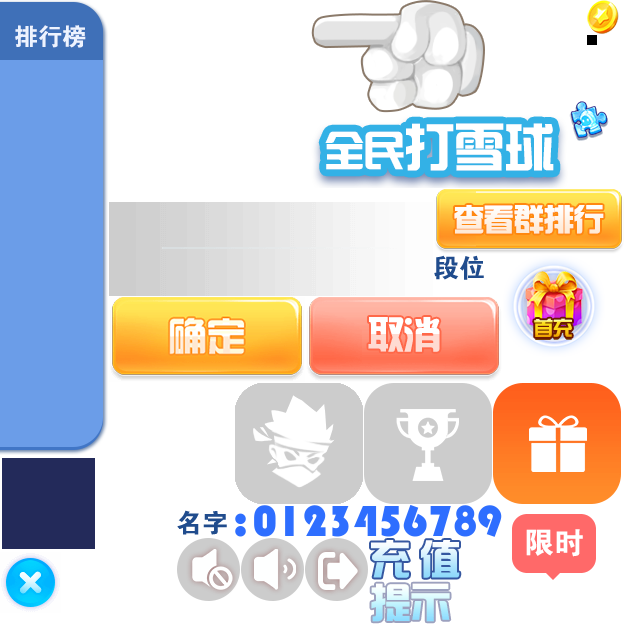 排行榜
全民打雪球
查看群排行
段位
首充
确定
取消
名字:0123456789
限时
充值
提示